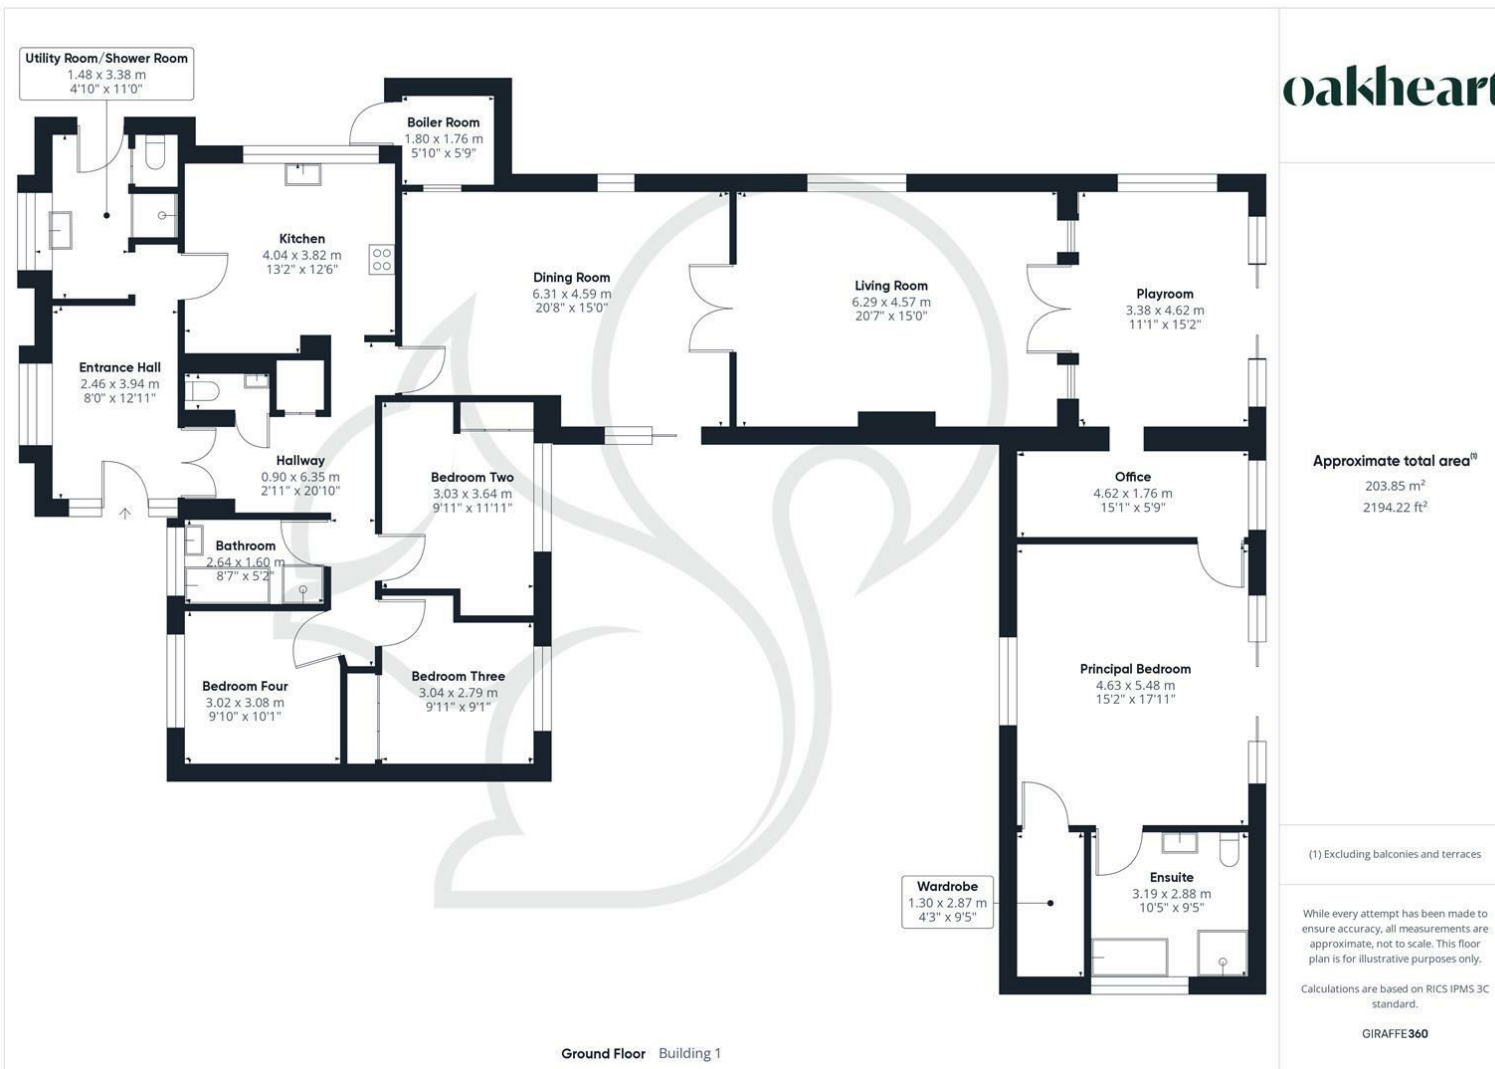 Utility Room/Shower Room
1.48 x 3.38 m
4'10" x 11'0"
Boiler Room
1.80 x 1.76 m
5'10" x 5'9"
Kitchen
4.04 x 3.82 m
13'2" x 12'6"
Dining Room
6.31 x 4.59 m
20'8" x 15'0"
Living Room
6.29 x 4.57 m
20'7" x 15'0"
Playroom
3.38 x 4.62 m
11'1" x 15'2"
Entrance Hall
2.46 x 3.94 m
8'0" x 12'11"
Hallway
0.90 x 6.35 m
2'11" x 20'10"
Bedroom Two
3.03 x 3.64 m
9'11" x 11'11"
Office
4.62 x 1.76 m
15'1" x 5'9"
Bathroom
2.64 x 1.60 m
8'7" x 5'2"
Bedroom Four
3.02 x 3.08 m
9'10" x 10'1"
Bedroom Three
3.04 x 2.79 m
9'11" x 9'1"
Principal Bedroom
4.63 x 5.48 m
15'2" x 17'11"
Wardrobe
1.30 x 2.87 m
4'3" x 9'5"
Ensuite
3.19 x 2.88 m
10'5" x 9'5"
Ground Floor Building 1
oakheart
Approximate total area⁽¹⁾
203.85 m²
2194.22 ft²
(1) Excluding balconies and terraces
While every attempt has been made to
ensure accuracy, all measurements are
approximate, not to scale. This floor
plan is for illustrative purposes only.
Calculations are based on RICS IPMS 3C
standard.
GIRAFFE360